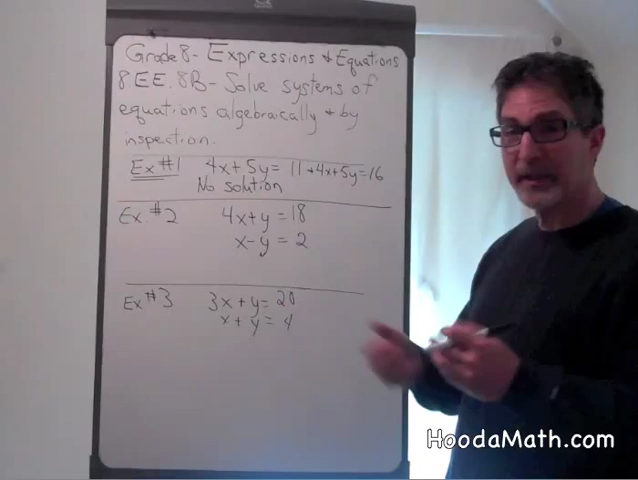 Grade 8 - Expressions & Equations
8 EE. 8B - Solve systems of
equations algebraically & by
inspection.
Ex #1 4x+5y= 11 + 4x+5y=16
No solution
Ex. #2 4x+y = 18
x-y = 2
Ex #3 3x+y= 20
x+y = 4
HoodaMath.com